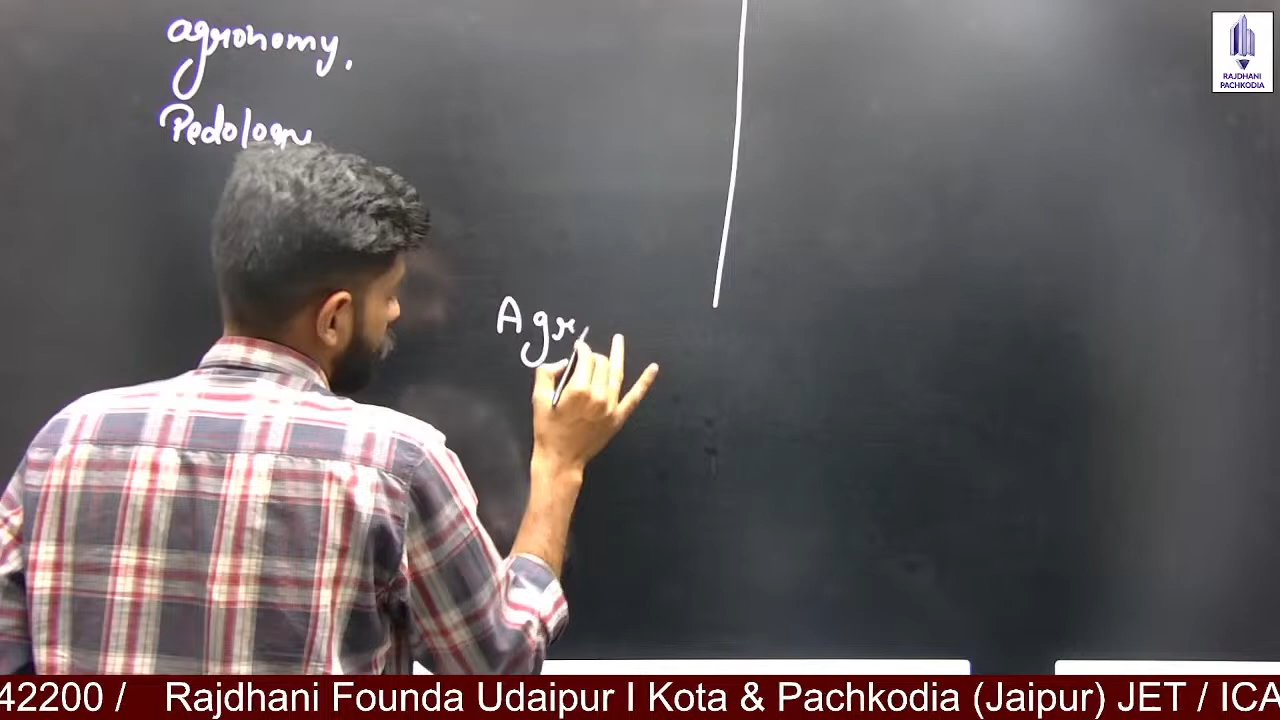 agronomy,
Pedology
Agr
RAJDHANI
PACHKODIA
42200 / Rajdhani Founda Udaipur I Kota & Pachkodia (Jaipur) JET / ICA